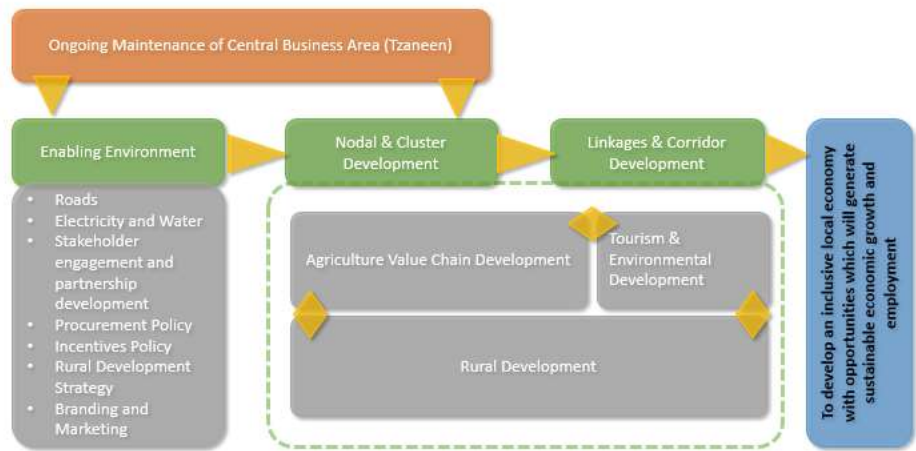 Ongoing Maintenance of Central Business Area (Tzaneen)
Enabling Environment
Nodal & Cluster
Development
Linkages & Corridor
Development
• Roads
• Electricity and Water
• Stakeholder
engagement and
partnership
development
• Procurement Policy
• Incentives Policy
• Rural Development
Strategy
• Branding and
Marketing
Agriculture Value Chain Development
Tourism &
Environmental
Development
Rural Development
To develop an inclusive local economy
with opportunities which will generate
sustainable economic growth and
employment